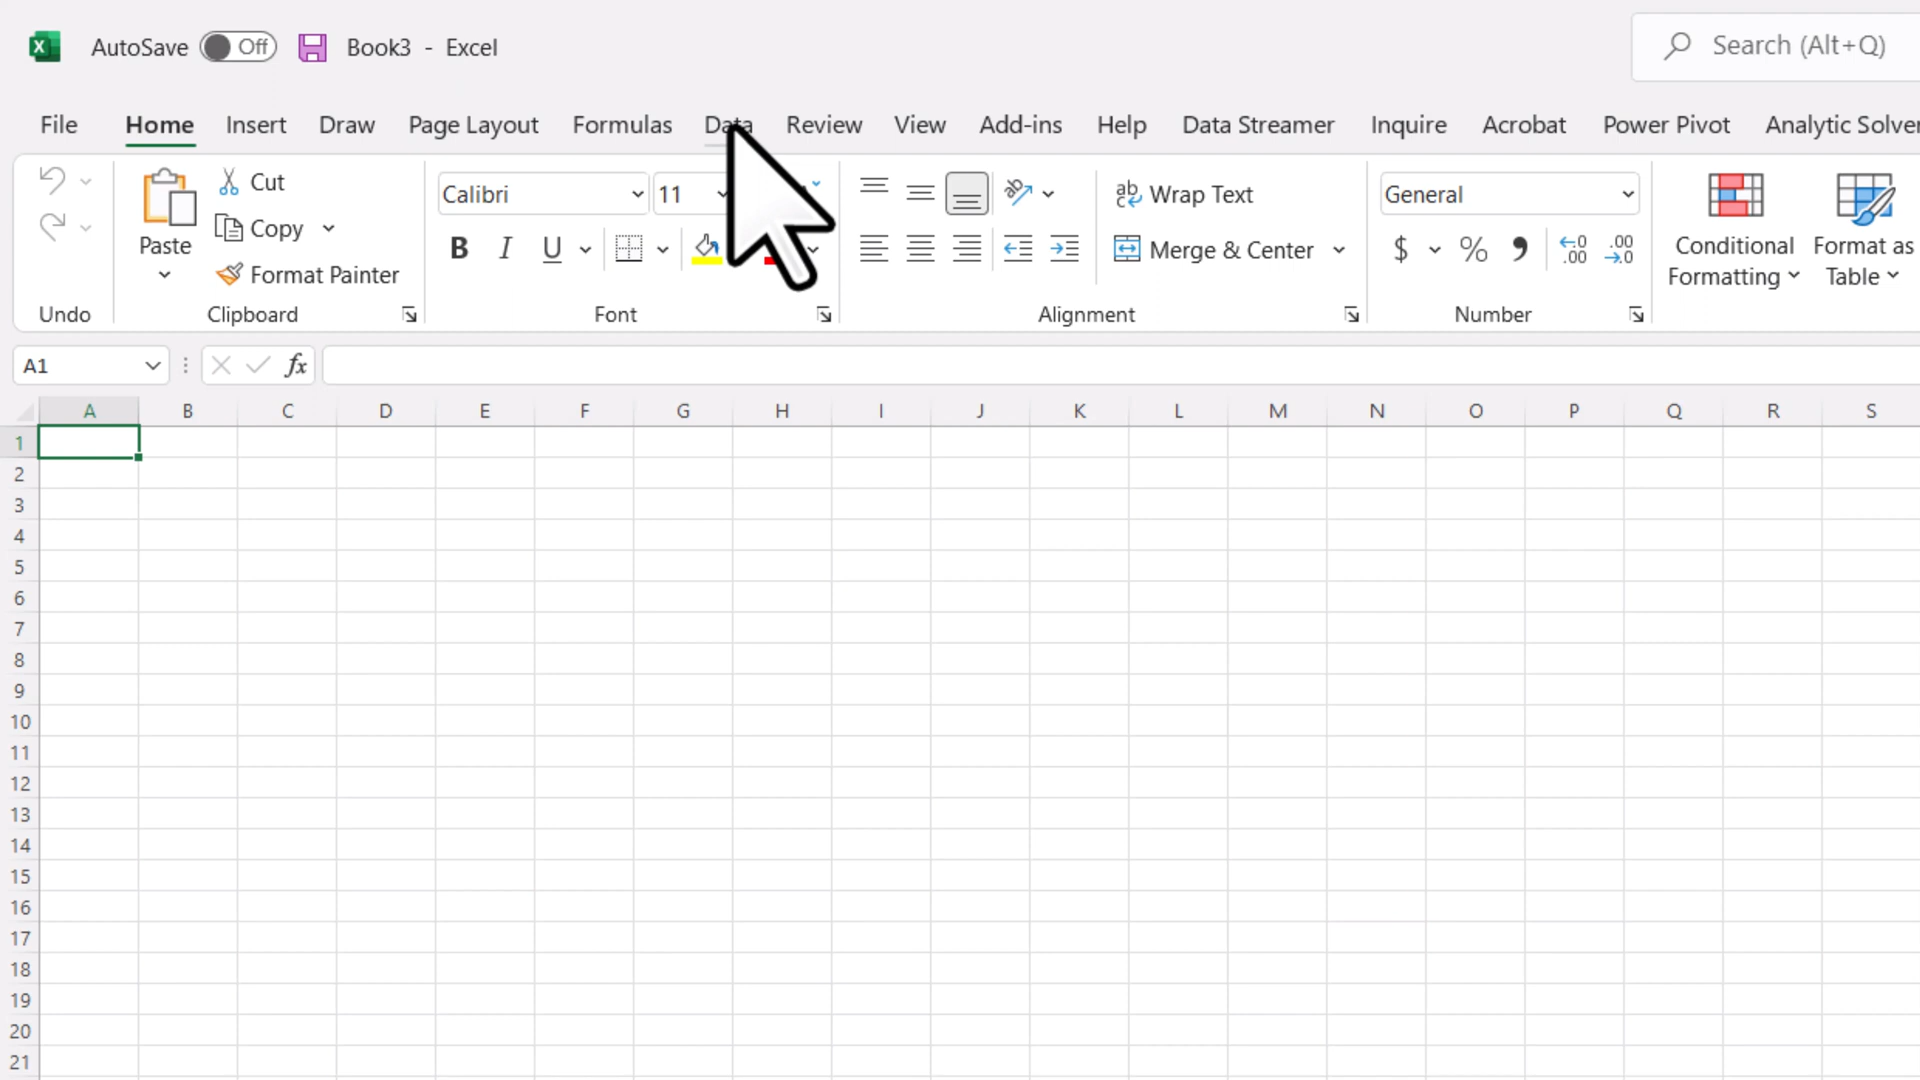 AutoSave Off Book3 - Excel Search (Alt+Q)
File Home Insert Draw Page Layout Formulas Data Review View Add-ins Help Data Streamer Inquire Acrobat Power Pivot Analytic Solver
Cut
Copy
Format Painter
Paste
Undo
Clipboard
Calibri 11
B I U
Font
Wrap Text
Merge & Center
Alignment
General
$ % ,
Number
Conditional
Formatting
Format as
Table
A1 fx
A B C D E F G H I J K L M N O P Q R S
1
2
3
4
5
6
7
8
9
10
11
12
13
14
15
16
17
18
19
20
21